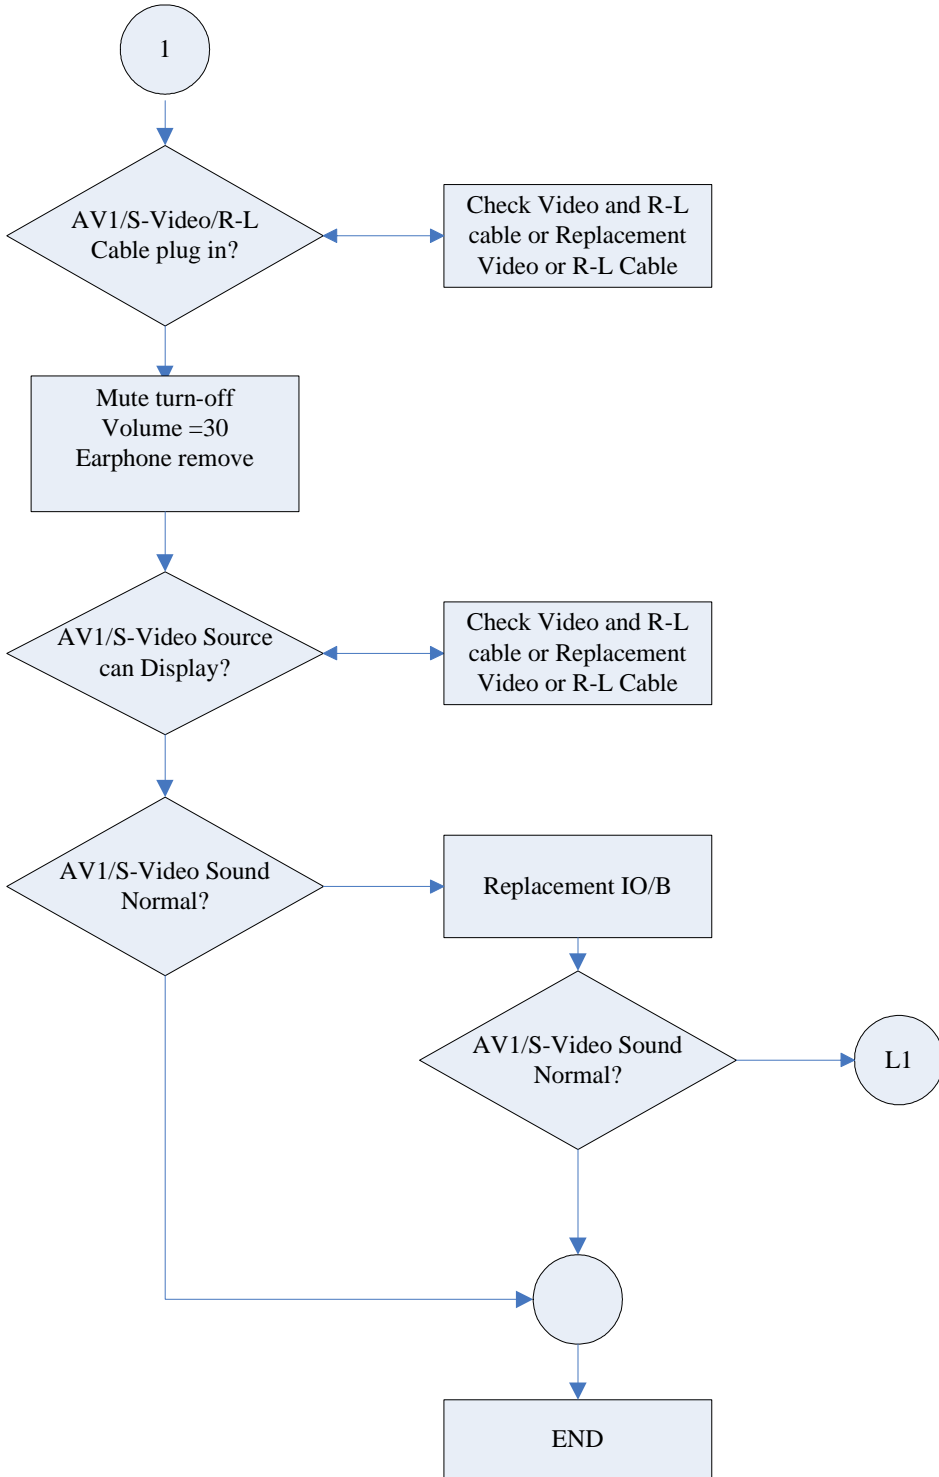 1
AV1/S-Video/R-L
Cable plug in?
Check Video and R-L
cable or Replacement
Video or R-L Cable
Mute turn-off
Volume =30
Earphone remove
AV1/S-Video Source
can Display?
Check Video and R-L
cable or Replacement
Video or R-L Cable
AV1/S-Video Sound
Normal?
Replacement IO/B
AV1/S-Video Sound
Normal?
L1
END